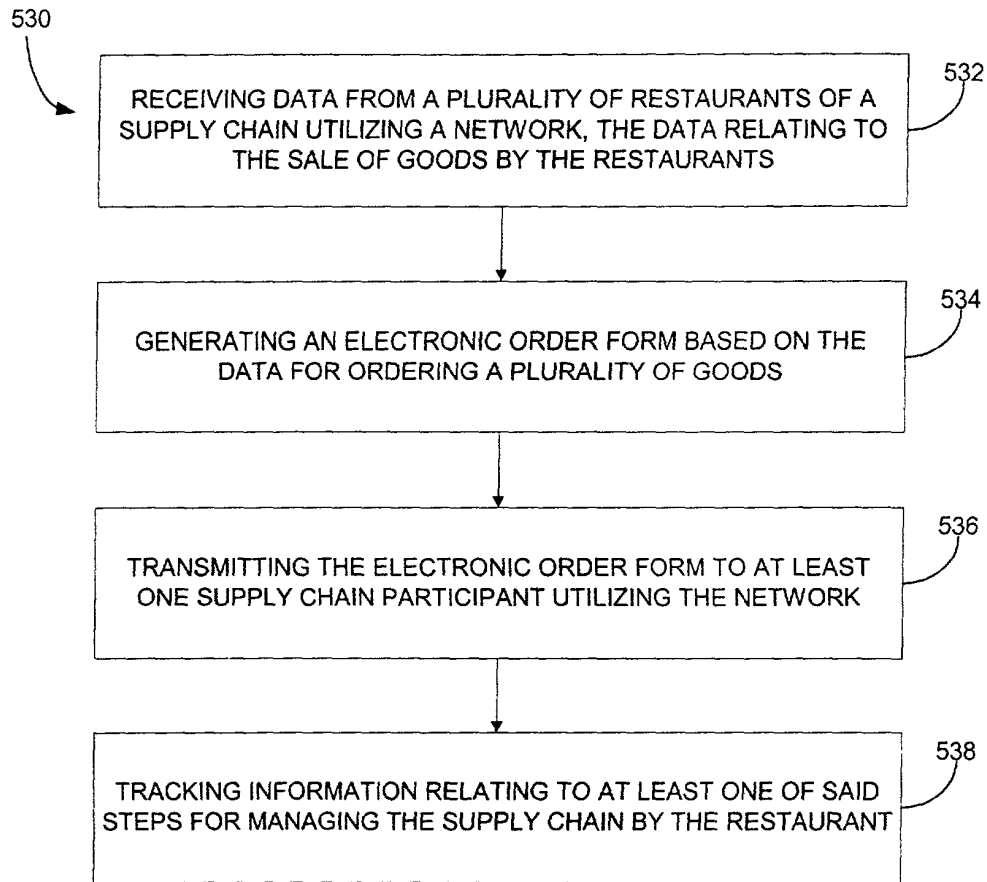 530
532
RECEIVING DATA FROM A PLURALITY OF RESTAURANTS OF A
SUPPLY CHAIN UTILIZING A NETWORK, THE DATA RELATING TO
THE SALE OF GOODS BY THE RESTAURANTS
534
GENERATING AN ELECTRONIC ORDER FORM BASED ON THE
DATA FOR ORDERING A PLURALITY OF GOODS
536
TRANSMITTING THE ELECTRONIC ORDER FORM TO AT LEAST
ONE SUPPLY CHAIN PARTICIPANT UTILIZING THE NETWORK
538
TRACKING INFORMATION RELATING TO AT LEAST ONE OF SAID
STEPS FOR MANAGING THE SUPPLY CHAIN BY THE RESTAURANT